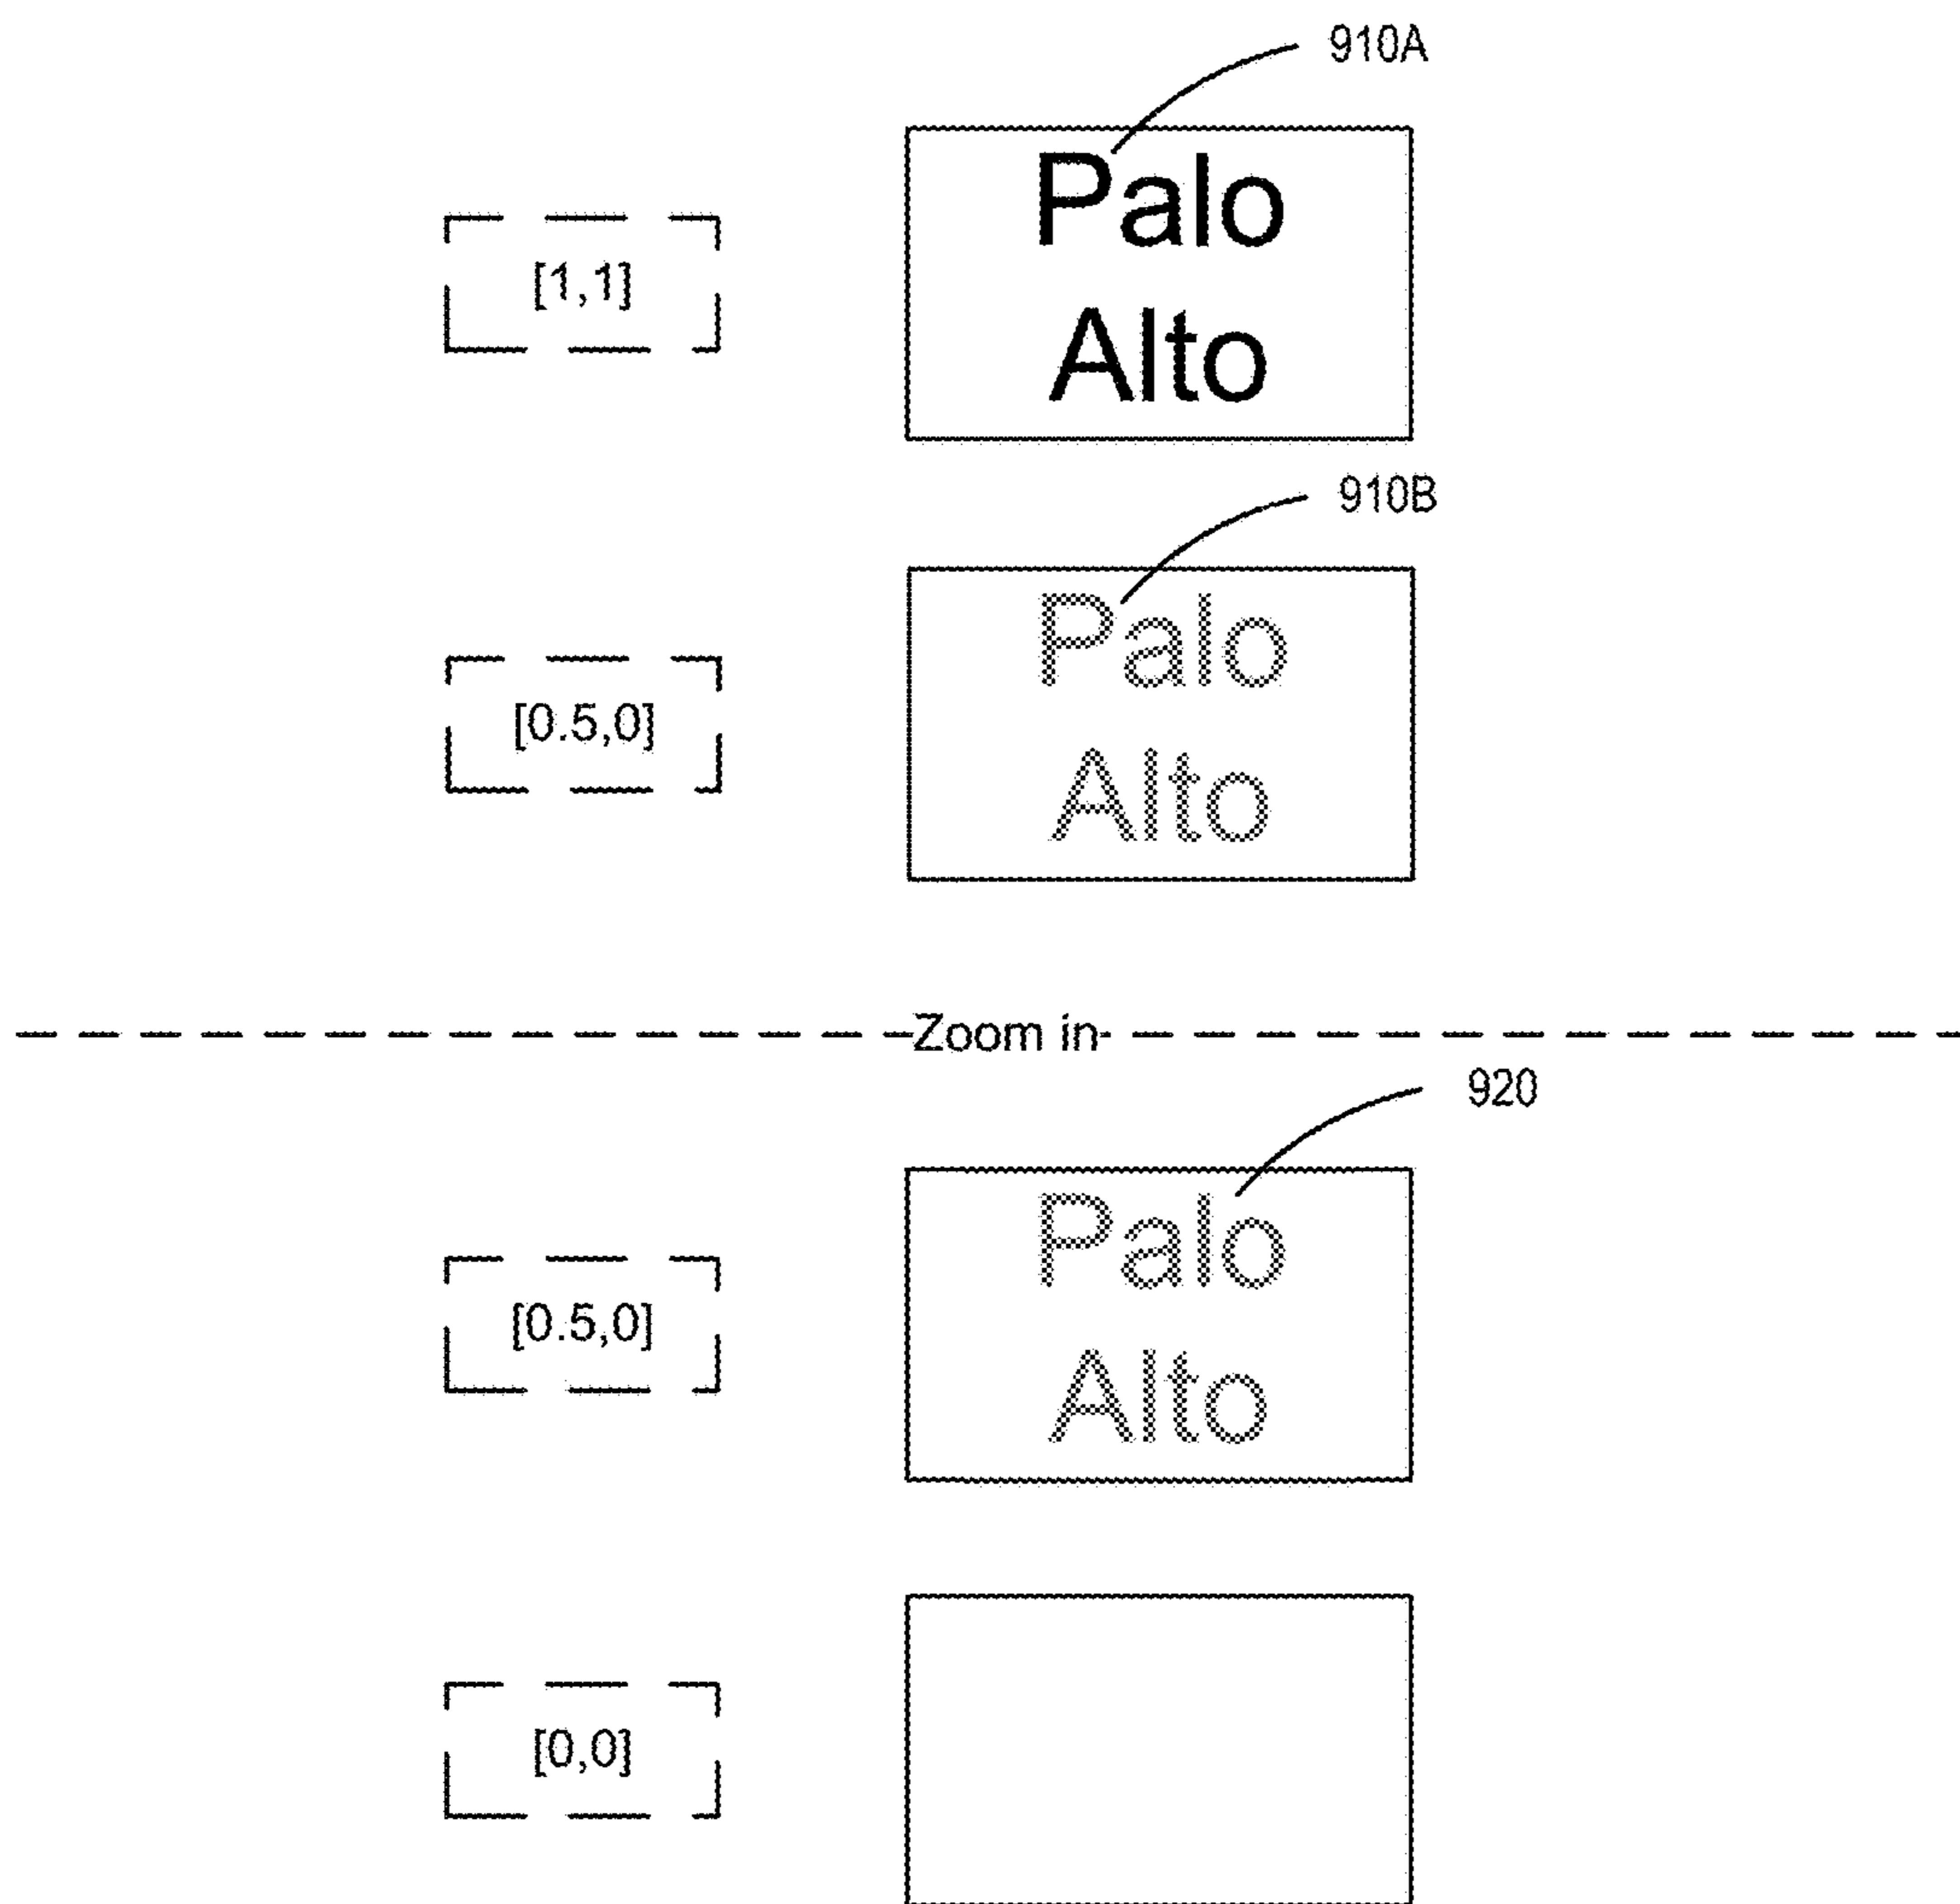 910A
Palo
[1,1]
Alto
910B
Palo
[0.5,0]
Alto
Zoom in
920
Palo
[0.5,0]
Alto
[0,0]